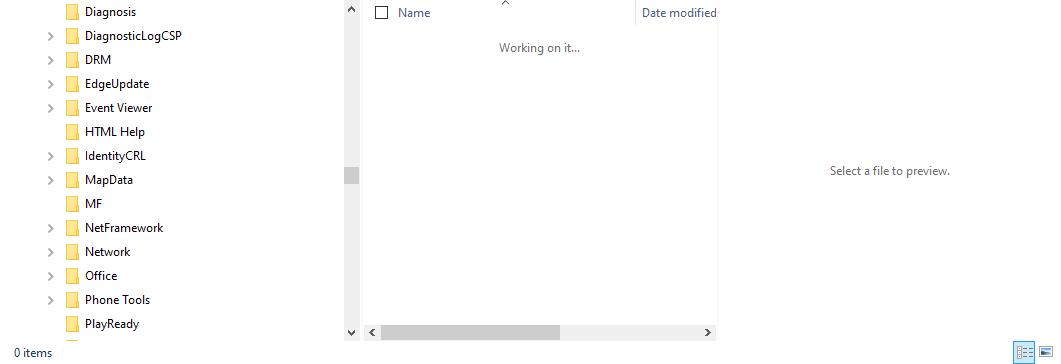 Diagnosis
DiagnosticLogCSP
DRM
EdgeUpdate
Event Viewer
HTML Help
IdentityCRL
MapData
MF
NetFramework
Network
Office
Phone Tools
PlayReady
Name
Date modified
Working on it...
Select a file to preview.
0 items